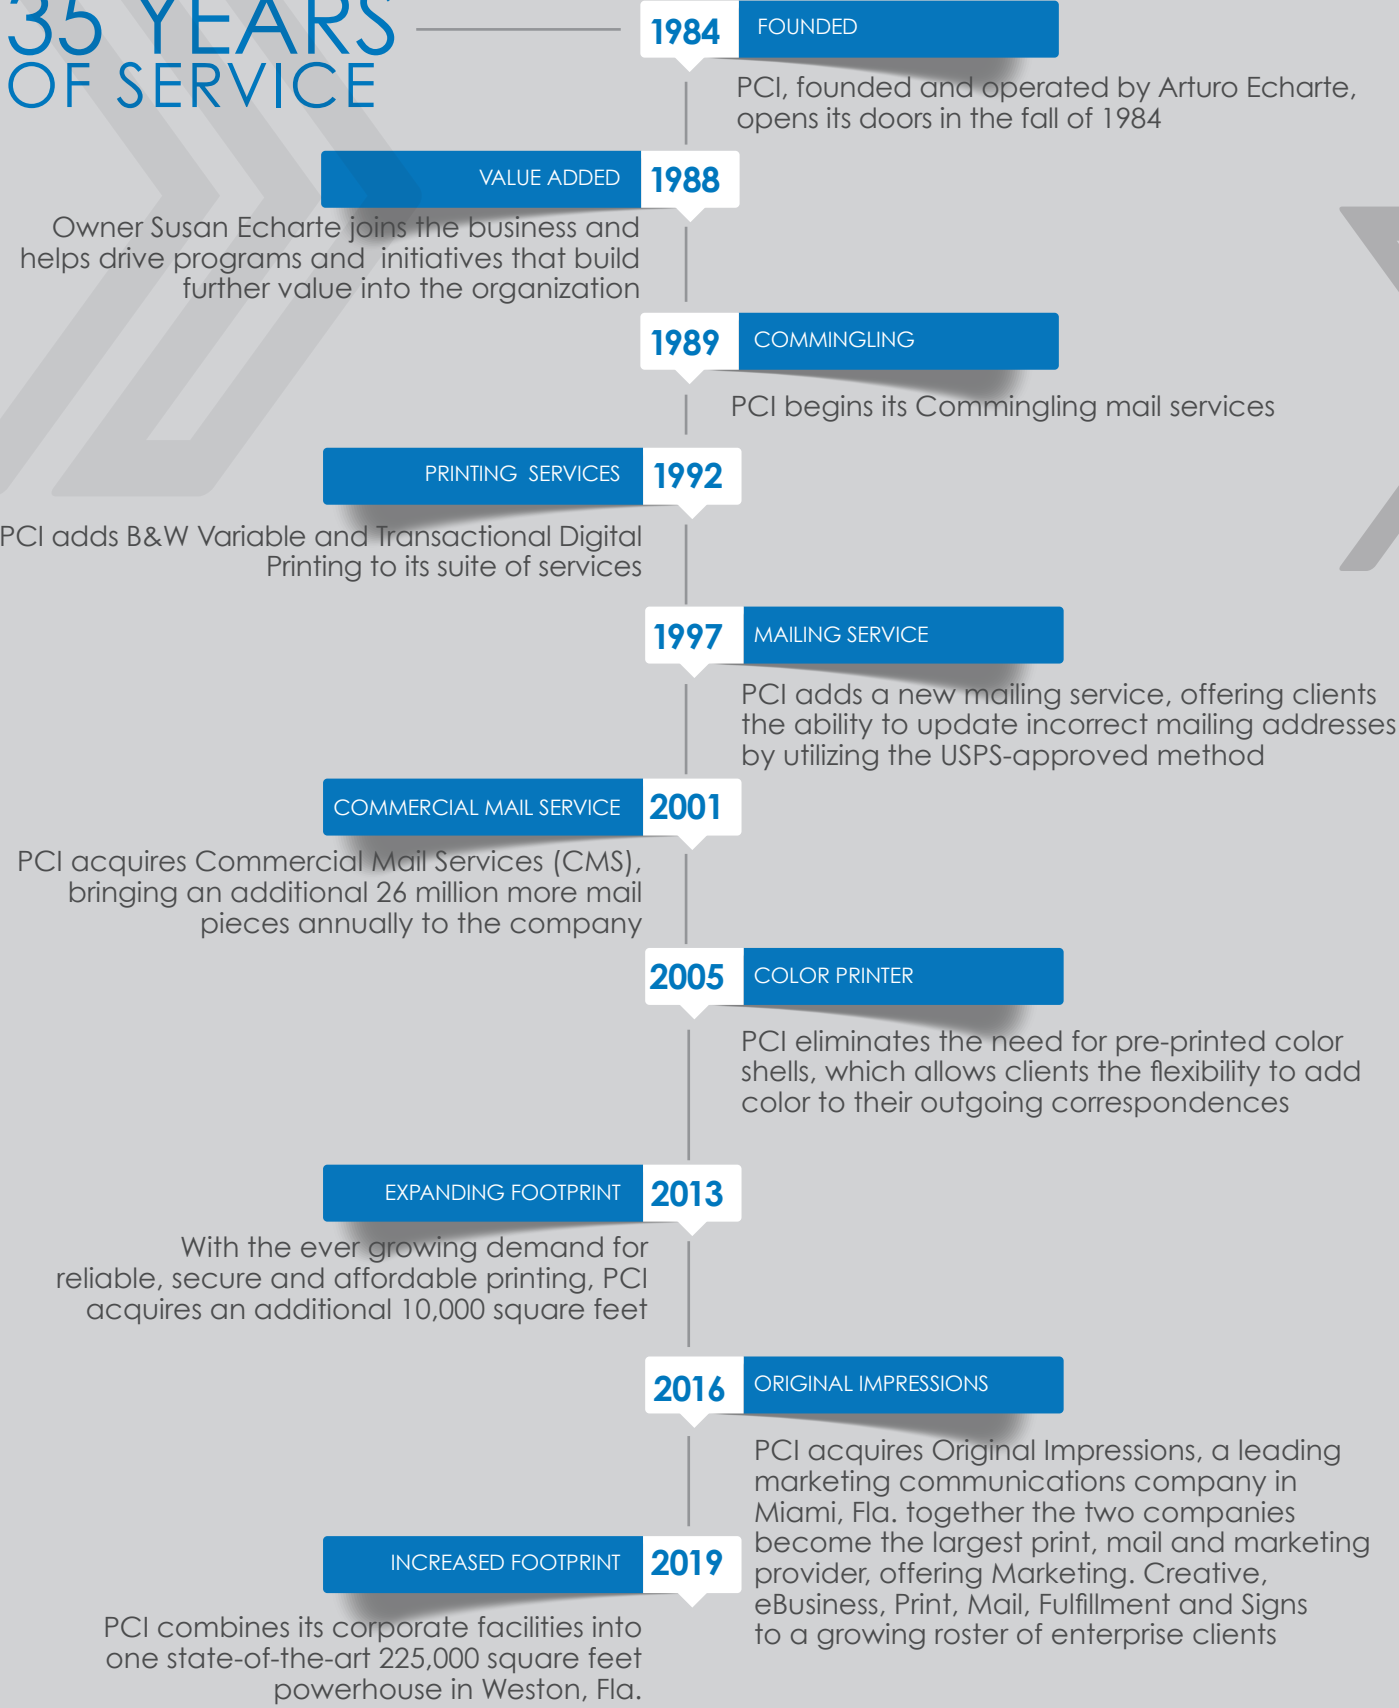 35 YEARS
OF SERVICE
1984 FOUNDED
PCI, founded and operated by Arturo Echarte,
opens its doors in the fall of 1984
VALUE ADDED 1988
Owner Susan Echarte joins the business and
helps drive programs and initiatives that build
further value into the organization
1989 COMMINGLING
PCI begins its Commingling mail services
PRINTING SERVICES 1992
PCI adds B&W Variable and Transactional Digital
Printing to its suite of services
1997 MAILING SERVICE
PCI adds a new mailing service, offering clients
the ability to update incorrect mailing addresses
by utilizing the USPS-approved method
COMMERCIAL MAIL SERVICE 2001
PCI acquires Commercial Mail Services (CMS),
bringing an additional 26 million more mail
pieces annually to the company
2005 COLOR PRINTER
PCI eliminates the need for pre-printed color
shells, which allows clients the flexibility to add
color to their outgoing correspondences
EXPANDING FOOTPRINT 2013
With the ever growing demand for
reliable, secure and affordable printing, PCI
acquires an additional 10,000 square feet
2016 ORIGINAL IMPRESSIONS
PCI acquires Original Impressions, a leading
marketing communications company in
Miami, Fla. together the two companies
become the largest print, mail and marketing
provider, offering Marketing. Creative,
eBusiness, Print, Mail, Fulfillment and Signs
to a growing roster of enterprise clients
INCREASED FOOTPRINT 2019
PCI combines its corporate facilities into
one state-of-the-art 225,000 square feet
powerhouse in Weston, Fla.